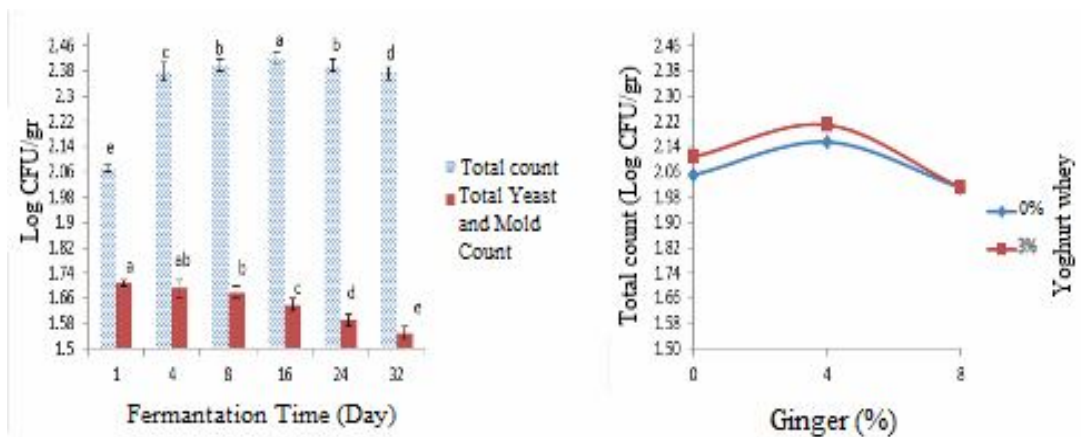 Log CFU/gr
2.46
2.38
2.3
2.22
2.14
2.06
1.98
1.9
1.82
1.74
1.66
1.58
1.5
e
c
b
a
b
d
a
ab
b
c
d
e
1 4 8 16 24 32
Fermantation Time (Day)
Total count
Total Yeast
and Mold
Count
Total count (Log CFU/gr)
2.46
2.38
2.30
2.22
2.14
2.06
1.98
1.90
1.82
1.74
1.66
1.58
1.50
0 4 8
Ginger (%)
0%
3%
Yoghurt whey